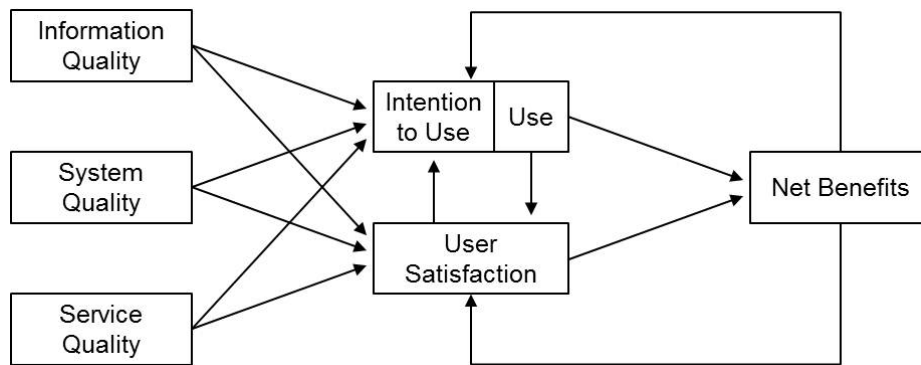 Information
Quality
System
Quality
Service
Quality
Intention
to Use
Use
User
Satisfaction
Net Benefits